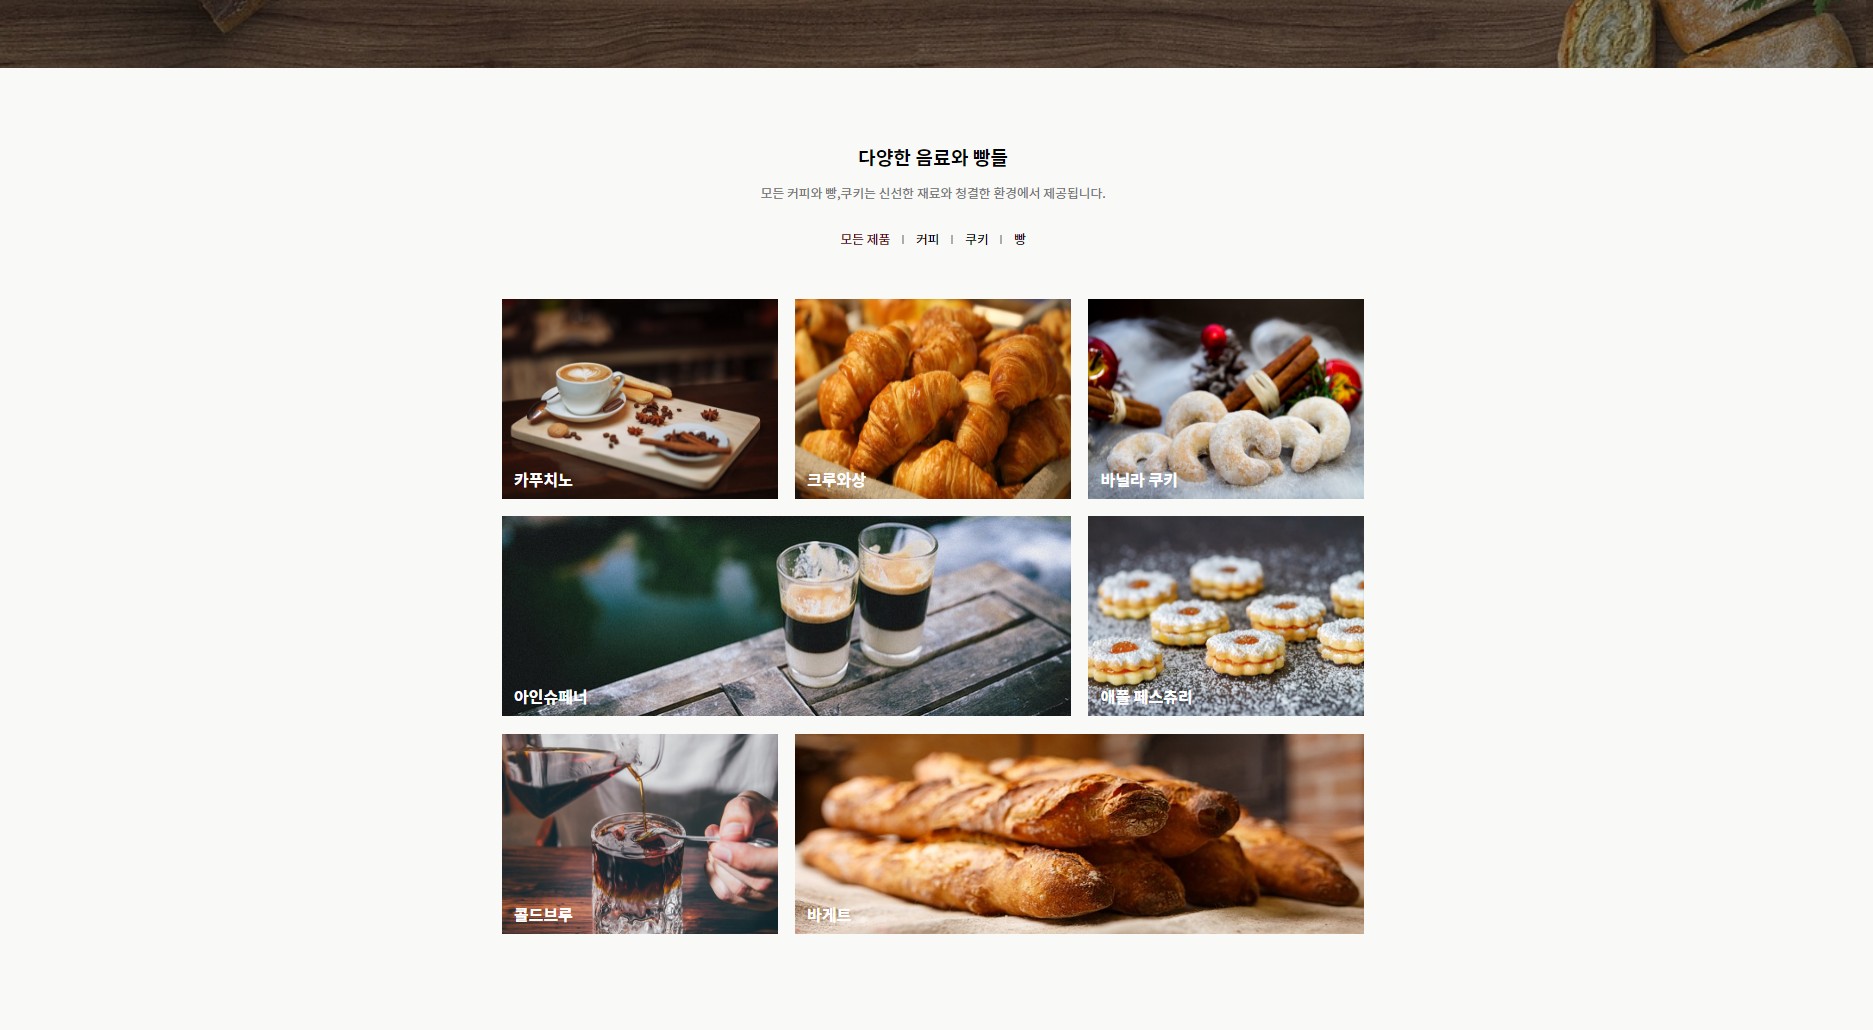 다양한 음료와 빵들
모든 커피와 빵,쿠키는 신선한 재료와 청결한 환경에서 제공됩니다.
모든 제품 | 커피 | 쿠키 | 빵
카푸치노
크루와상
바닐라 쿠키
아인슈페너
애플 페스츄리
콜드브루
바게트